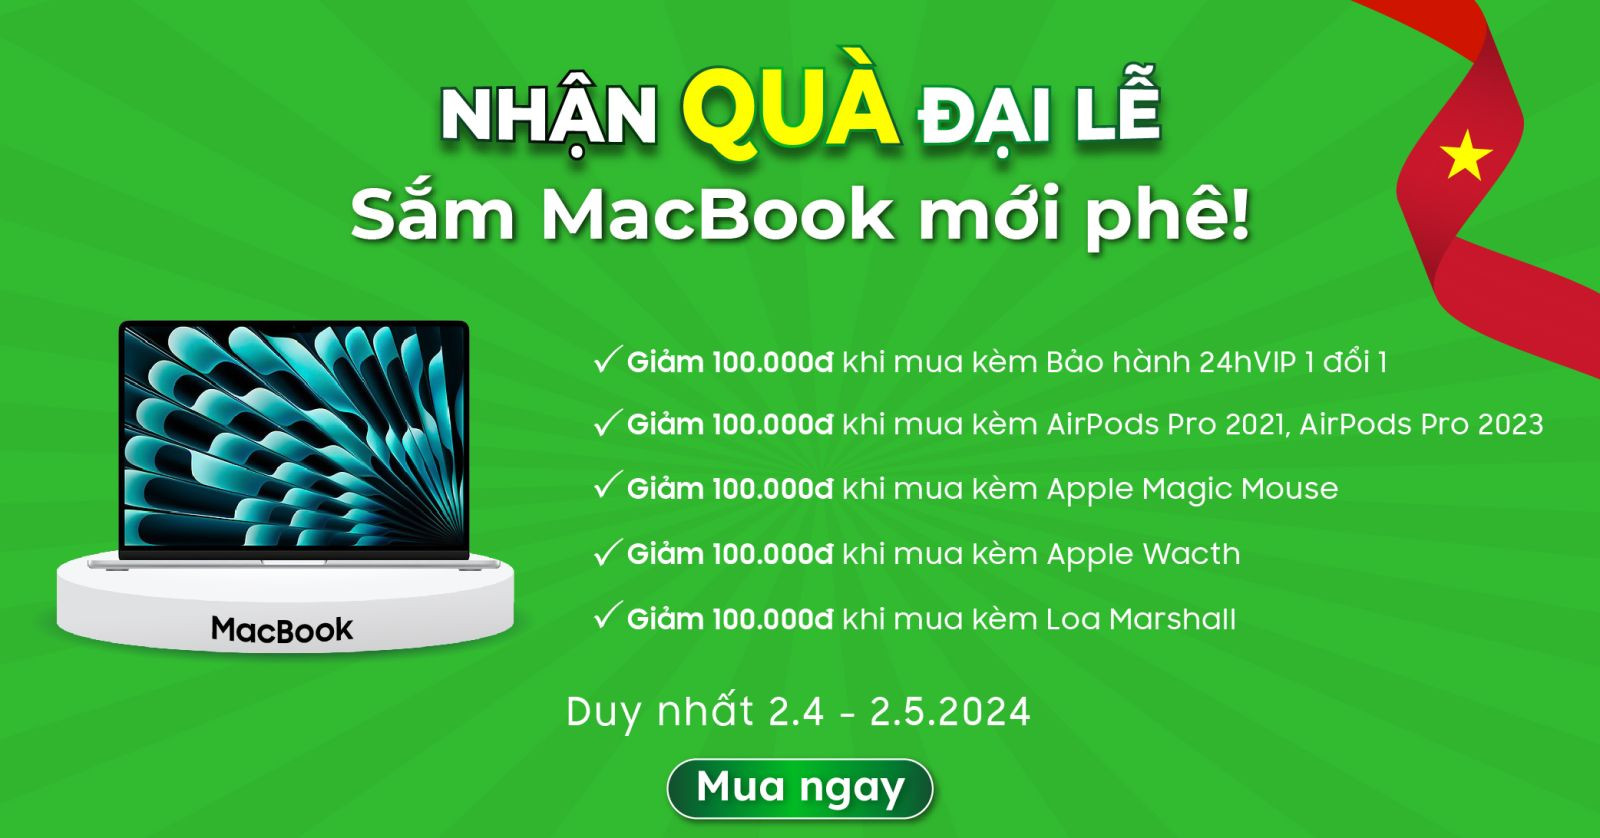 NHẬN QUÀ ĐẠI LỄ
Sắm MacBook mới phê!
Giảm 100.000đ khi mua kèm Bảo hành 24hVIP 1 đổi 1
Giảm 100.000đ khi mua kèm AirPods Pro 2021, AirPods Pro 2023
Giảm 100.000đ khi mua kèm Apple Magic Mouse
Giảm 100.000đ khi mua kèm Apple Wacth
Giảm 100.000đ khi mua kèm Loa Marshall
MacBook
Duy nhất 2.4 - 2.5.2024
Mua ngay